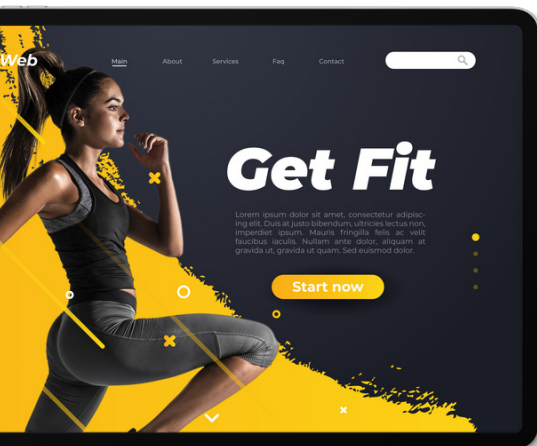 Web
Main About Services Faq Contact
Get Fit
Lorem ipsum dolor sit amet, consectetur adipisc-
ing elit. Duis at justo bibendum, ultricies lectus non,
imperdiet ipsum. Mauris fringilla felis ac velit
faucibus iaculis. Nullam ante dolor, aliquam at
gravida ut, gravida ut quam. Sed euismod dolor.
Start now